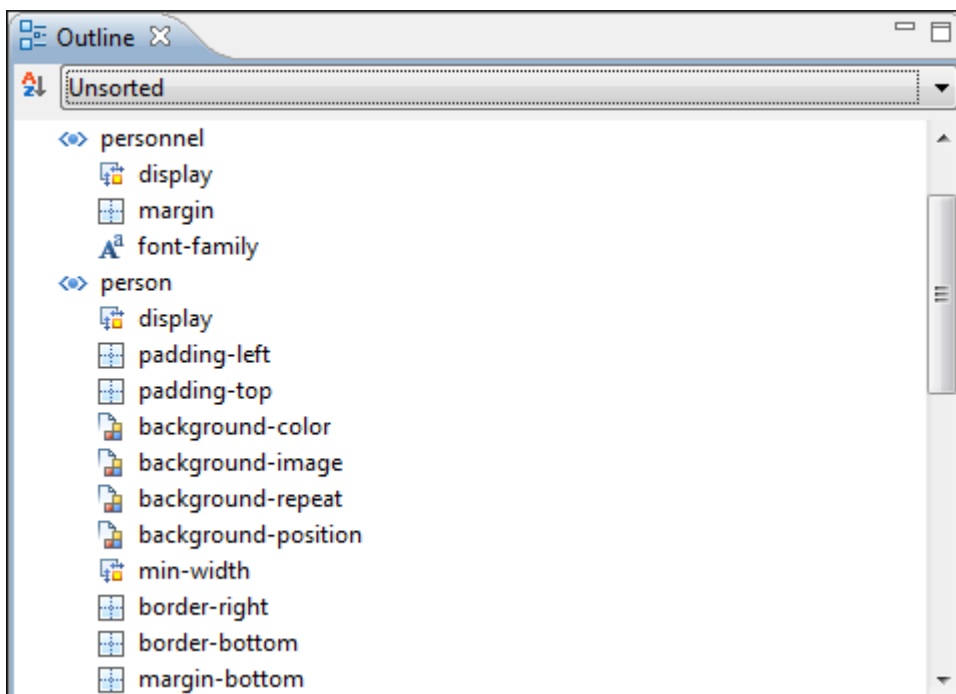 Outline
Unsorted
personnel
display
margin
font-family
person
display
padding-left
padding-top
background-color
background-image
background-repeat
background-position
min-width
border-right
border-bottom
margin-bottom